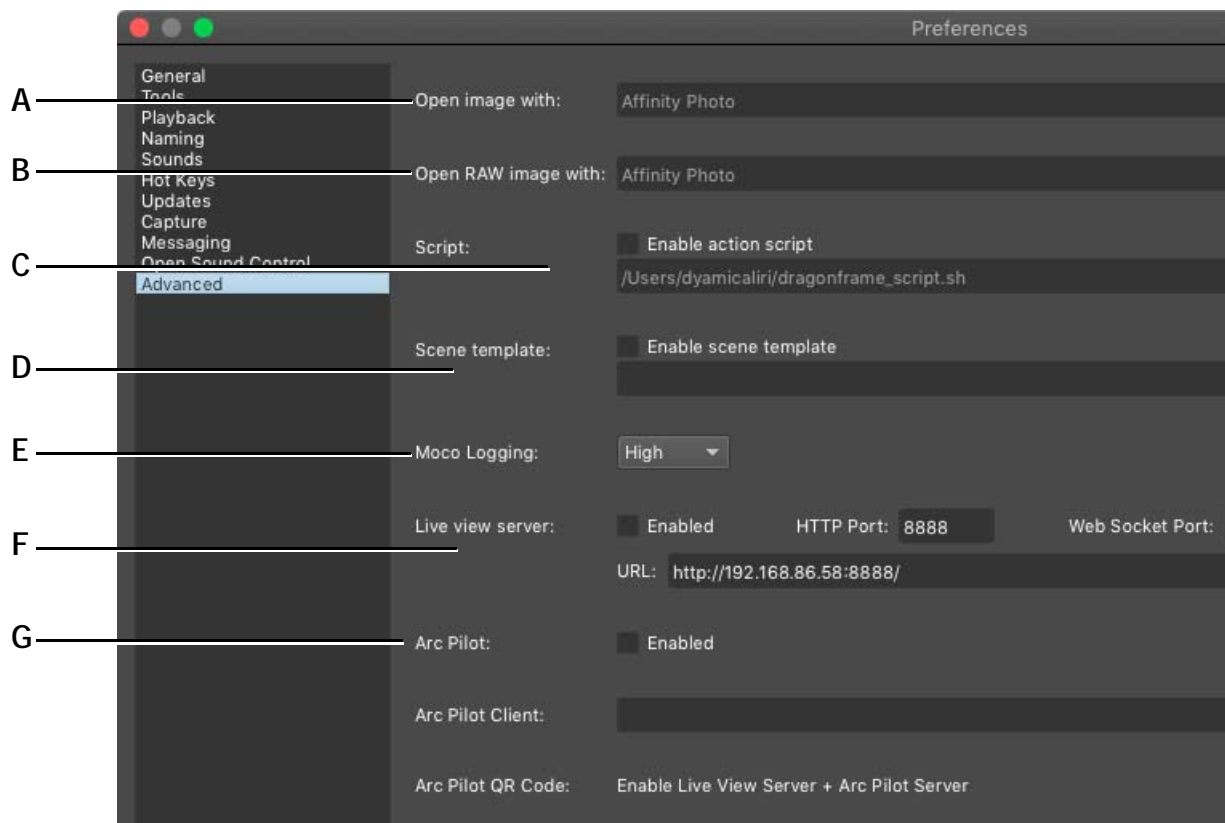 Preferences
General
Tools
Playback
Naming
Sounds
Hot Keys
Updates
Capture
Messaging
Open Sound Control
Advanced
A
Open image with: Affinity Photo
B
Open RAW image with: Affinity Photo
C
Script: Enable action script
/Users/dyamicaliri/dragonframe_script.sh
D
Scene template: Enable scene template
E
Moco Logging: High
F
Live view server: Enabled HTTP Port: 8888 Web Socket Port:
URL: http://192.168.86.58:8888/
G
Arc Pilot: Enabled
Arc Pilot Client:
Arc Pilot QR Code: Enable Live View Server + Arc Pilot Server